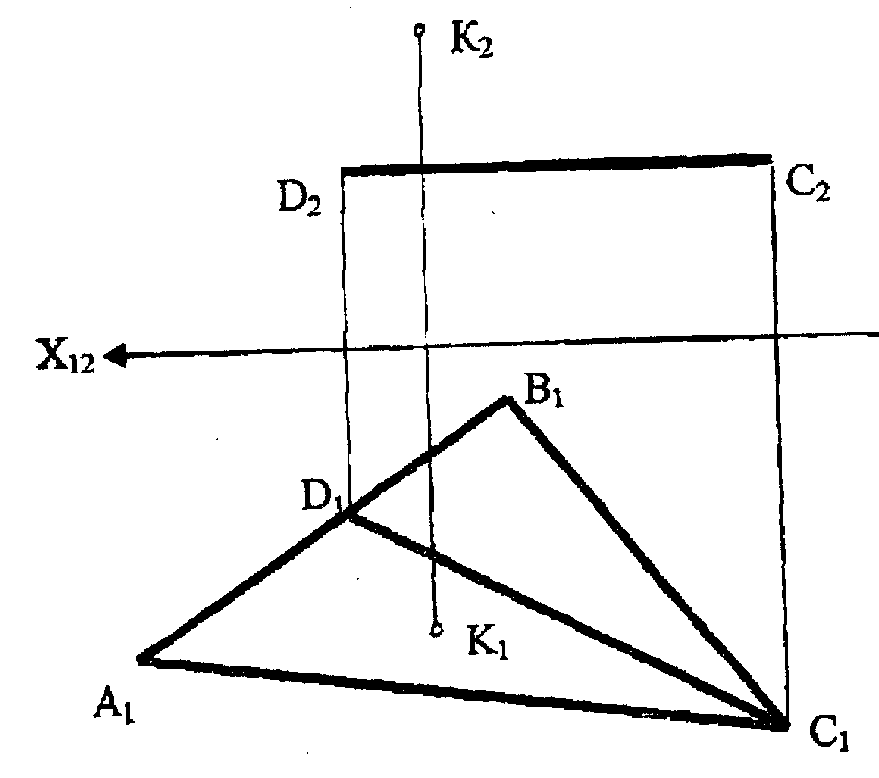 K₂
D₂
C₂
X₁₂
B₁
D₁
K₁
A₁
C₁